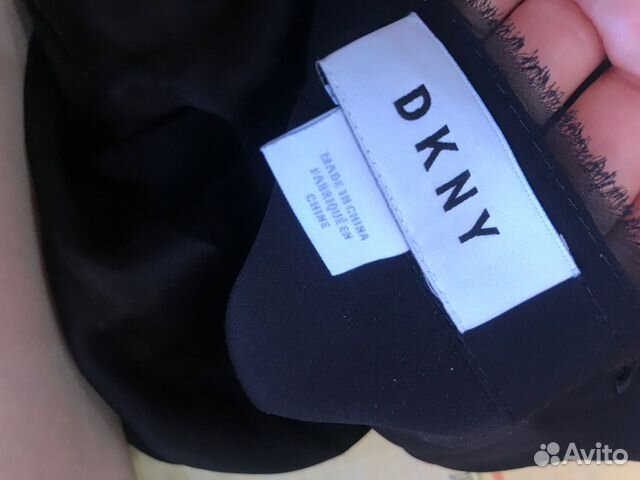 DKNY
MADE IN CHINA
FABRIQUÉ EN
CHINE
Avito